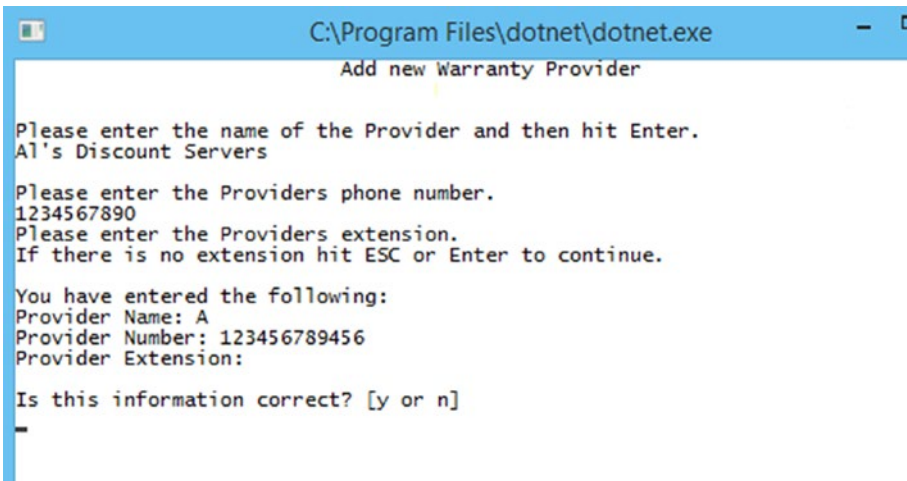 C:\Program Files\dotnet\dotnet.exe
Add new Warranty Provider
Please enter the name of the Provider and then hit Enter.
Al's Discount Servers
Please enter the Providers phone number.
1234567890
Please enter the Providers extension.
If there is no extension hit ESC or Enter to continue.
You have entered the following:
Provider Name: A
Provider Number: 123456789456
Provider Extension:
Is this information correct? [y or n]